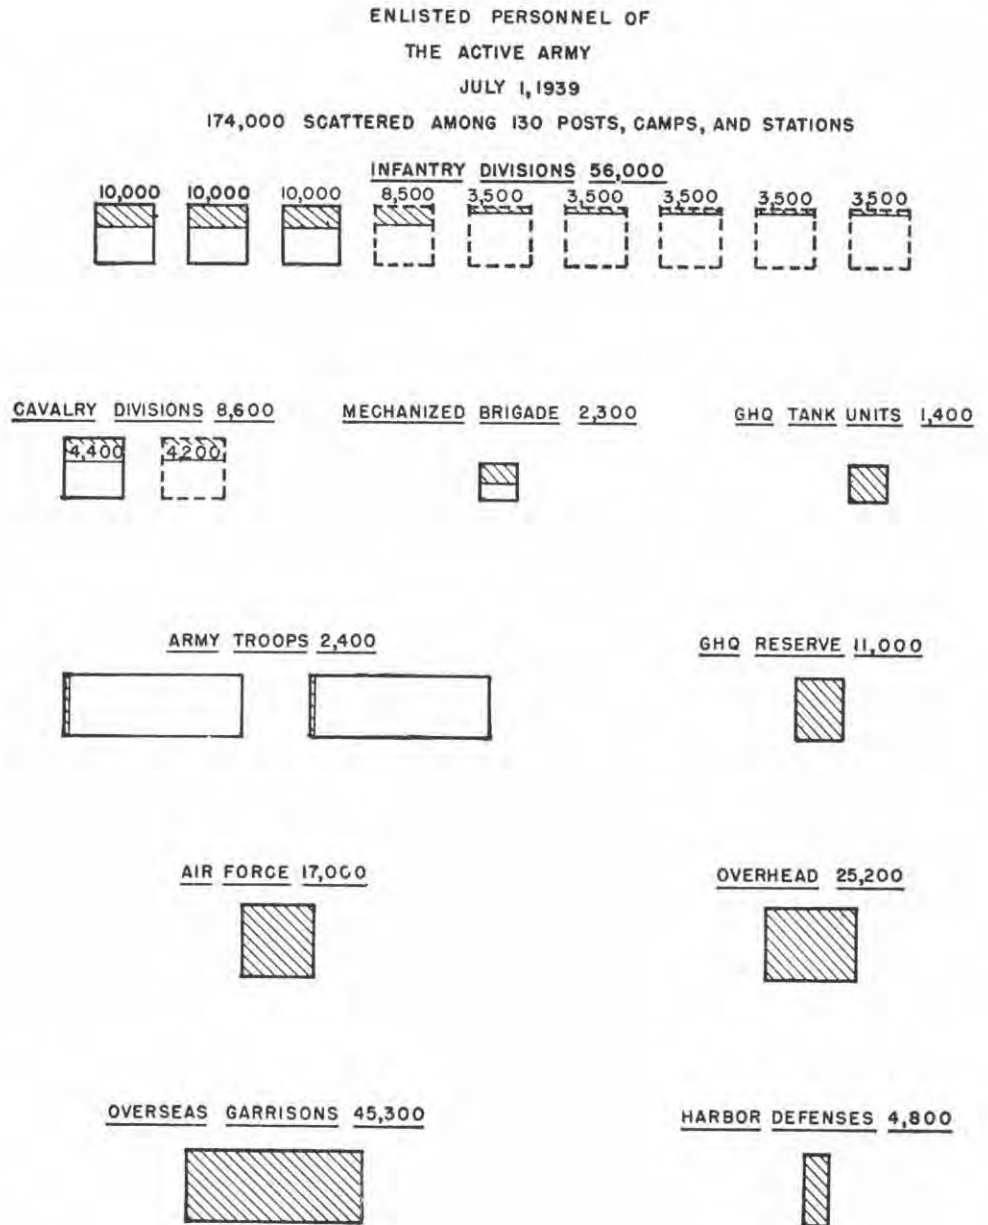 ENLISTED PERSONNEL OF
THE ACTIVE ARMY
JULY 1, 1939
174,000 SCATTERED AMONG 130 POSTS, CAMPS, AND STATIONS
INFANTRY DIVISIONS 56,000
10,000 10,000 10,000 8,500 3,500 3,500 3,500 3,500 3,500
CAVALRY DIVISIONS 8,600 MECHANIZED BRIGADE 2,300 GHQ TANK UNITS 1,400
4,400 4,200
ARMY TROOPS 2,400 GHQ RESERVE 11,000
AIR FORCE 17,000 OVERHEAD 25,200
OVERSEAS GARRISONS 45,300 HARBOR DEFENSES 4,800